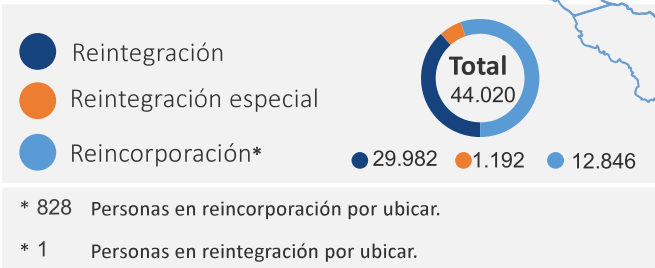 Reintegración
Reintegración especial
Reincorporación*
Total
44.020
29.982 1.192 12.846
* 828 Personas en reincorporación por ubicar.
* 1 Personas en reintegración por ubicar.